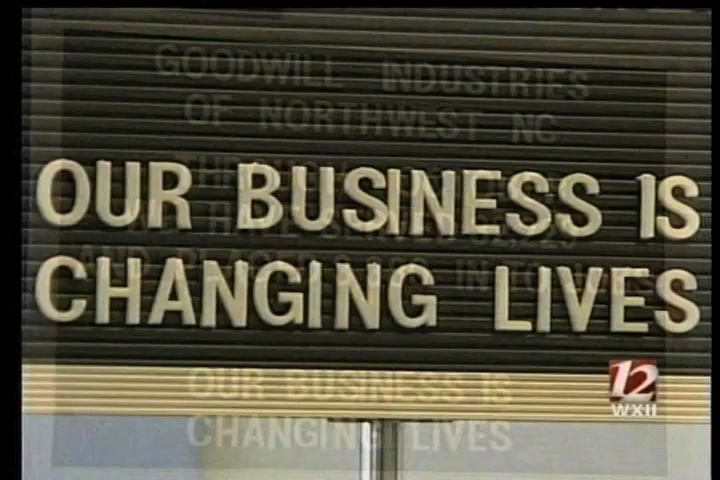 GOODWILL INDUSTRIES
OF NORTHWEST NC
OUR BUSINESS IS
CHANGING LIVES
OUR BUSINESS IS
CHANGING LIVES
12
WXII